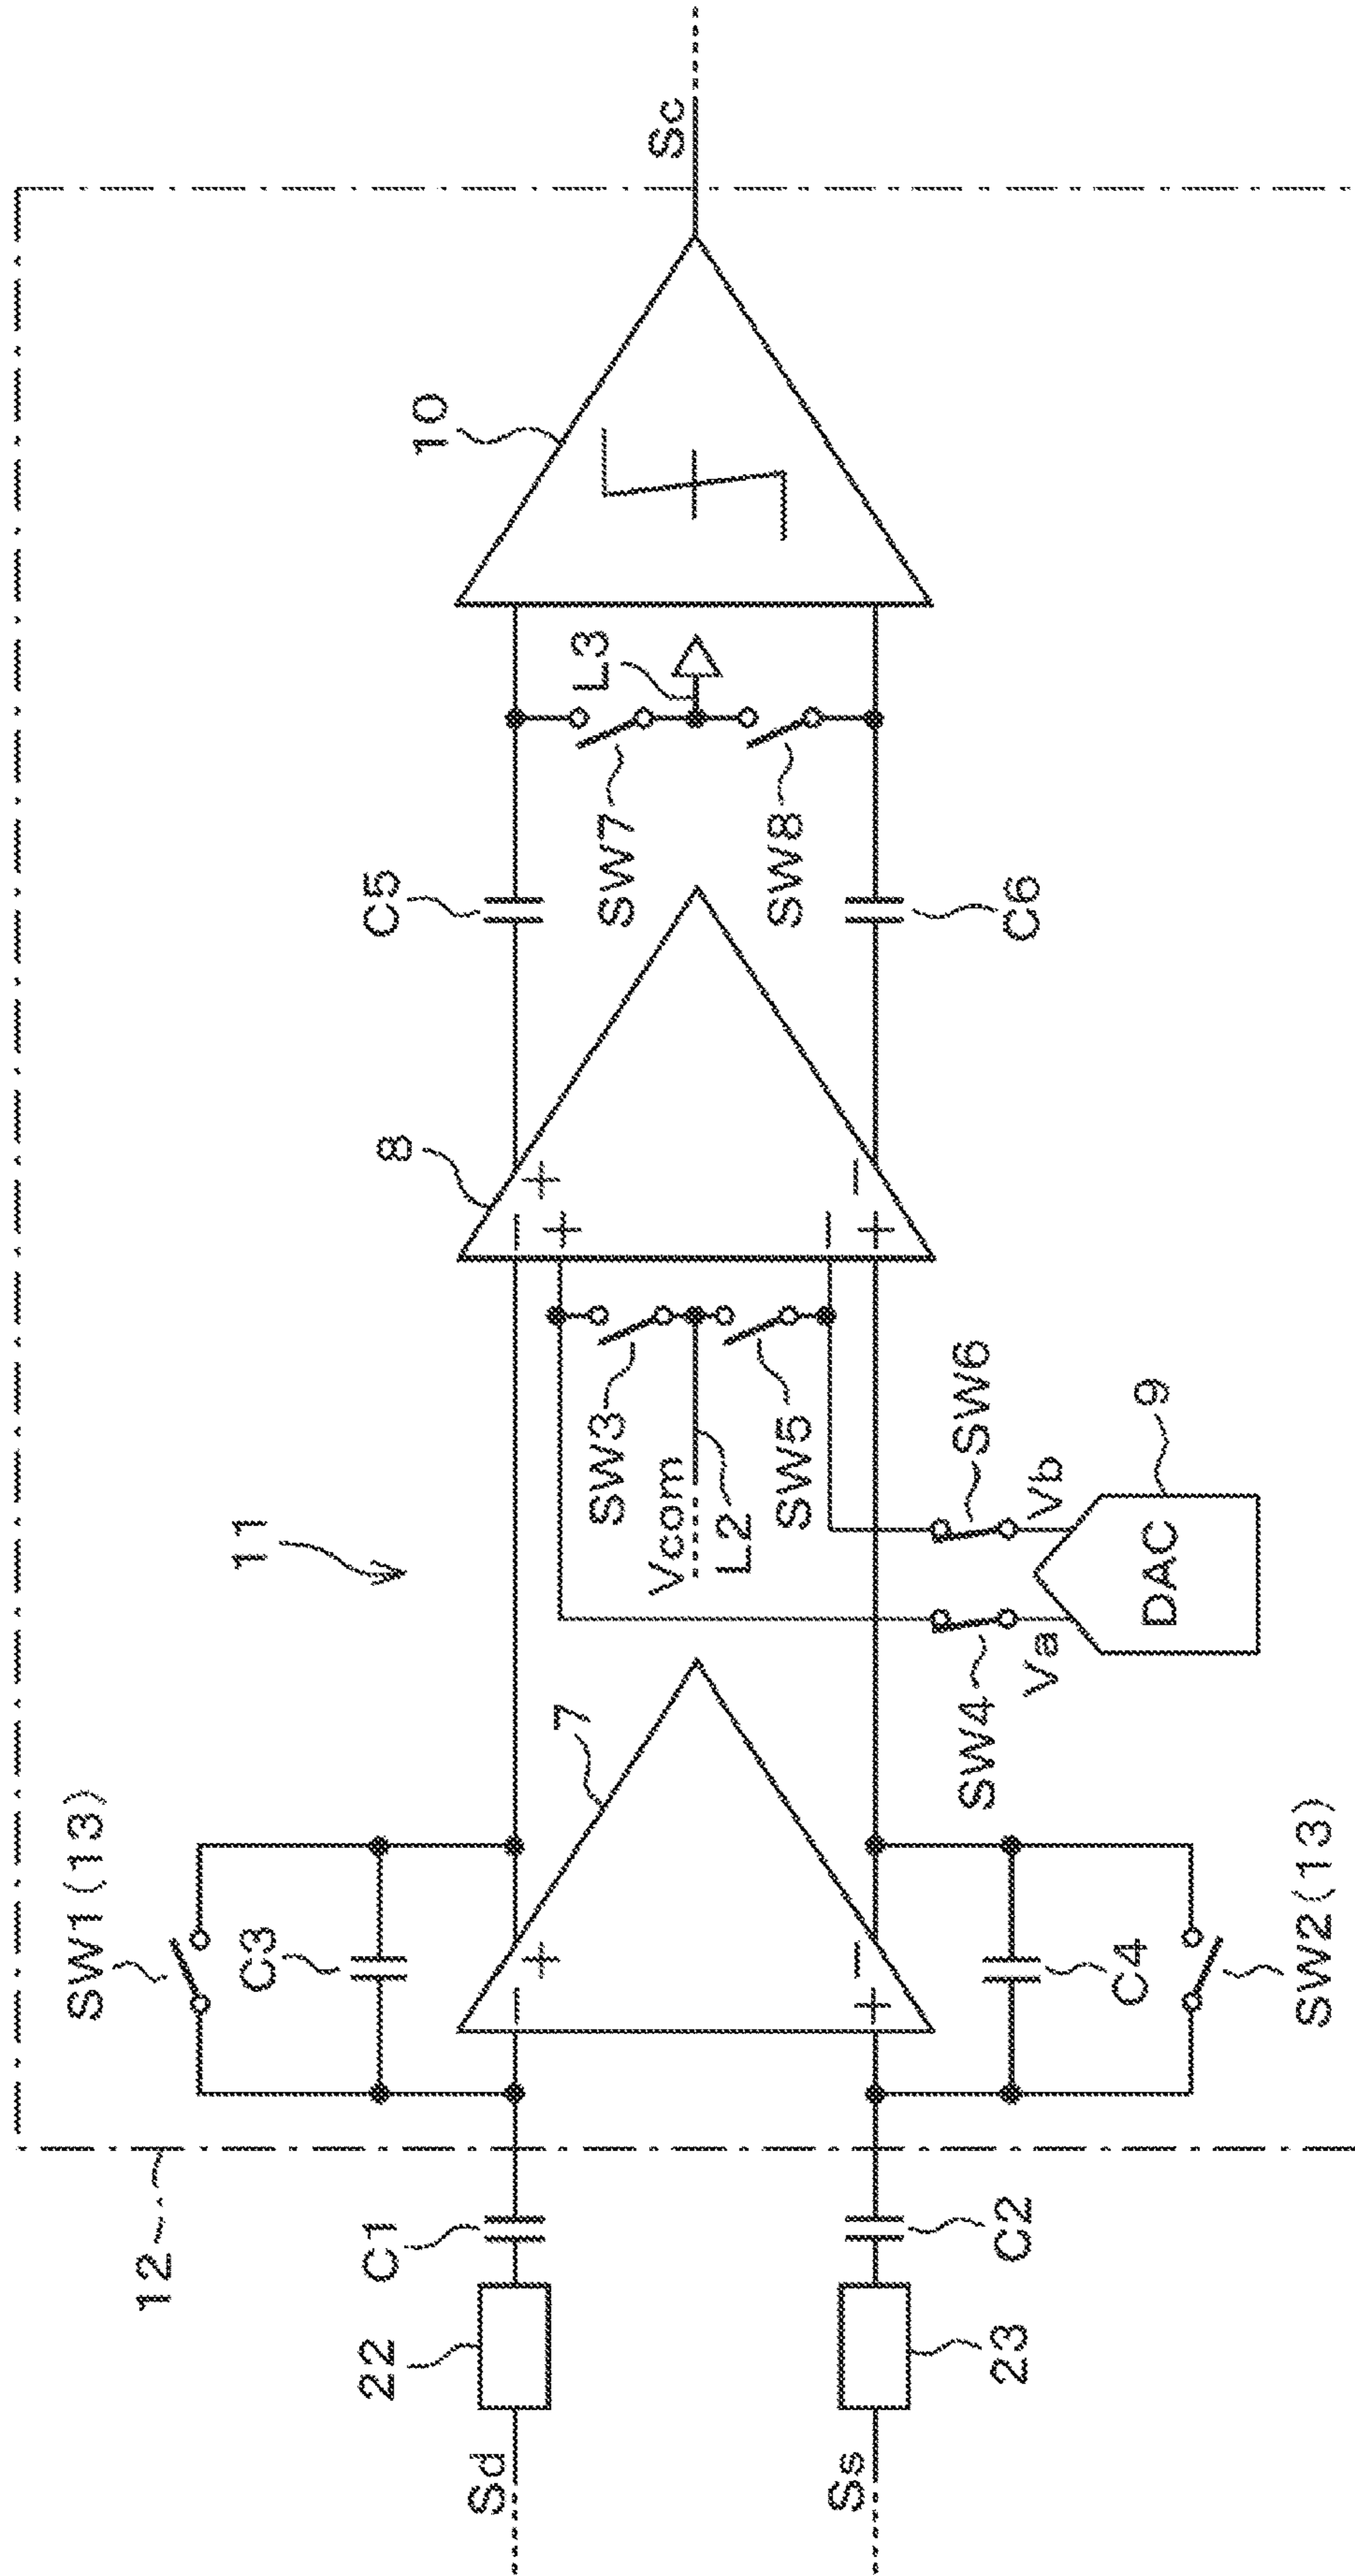 12
SW1(13)
C3
11
Sd
22
C1
7
8
C5
10
Sc
−
+
−
+
+
Vcom
SW3
L2
SW5
SW7
L3
SW8
+
−
−
+
−
Ss
23
C2
C4
SW2(13)
SW4
Va
SW6
Vb
DAC
9
C6